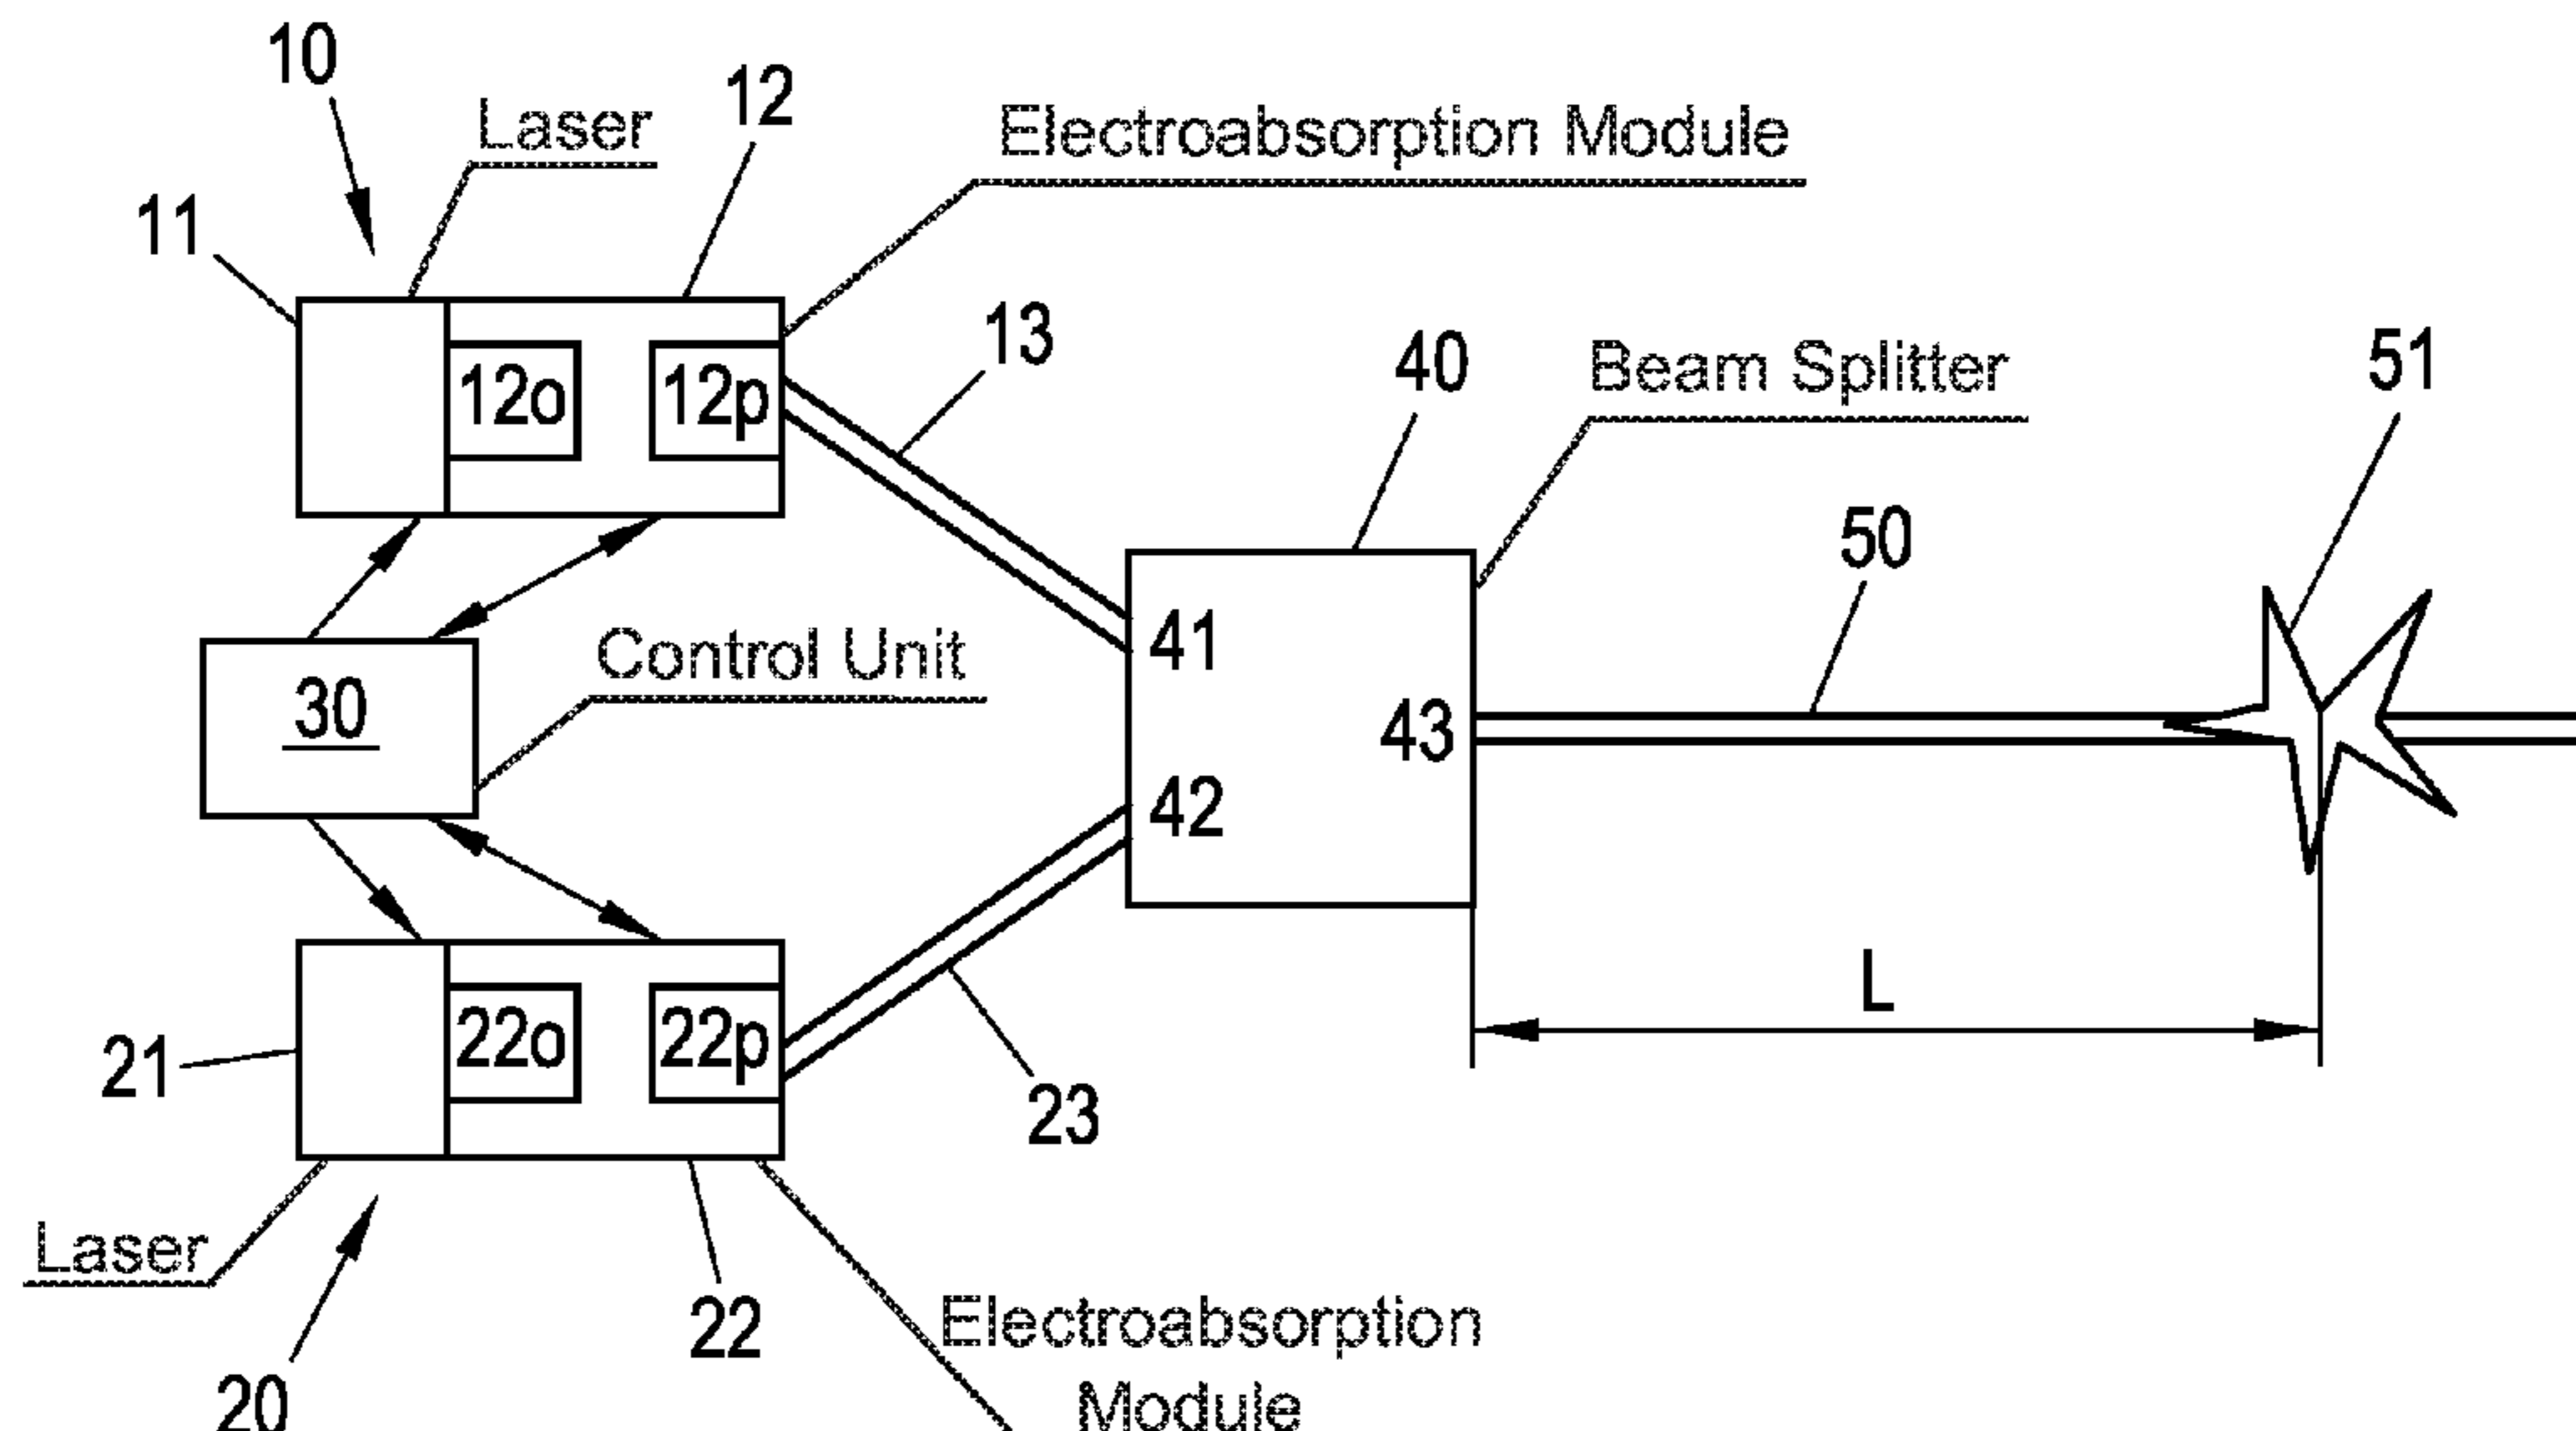 10
Laser
12
Electroabsorption Module
11
13
12o
12p
40
Beam Splitter
51
50
41
Control Unit
30
43
42
L
22o
22p
21
23
Laser
22
Electroabsorption
Module
20